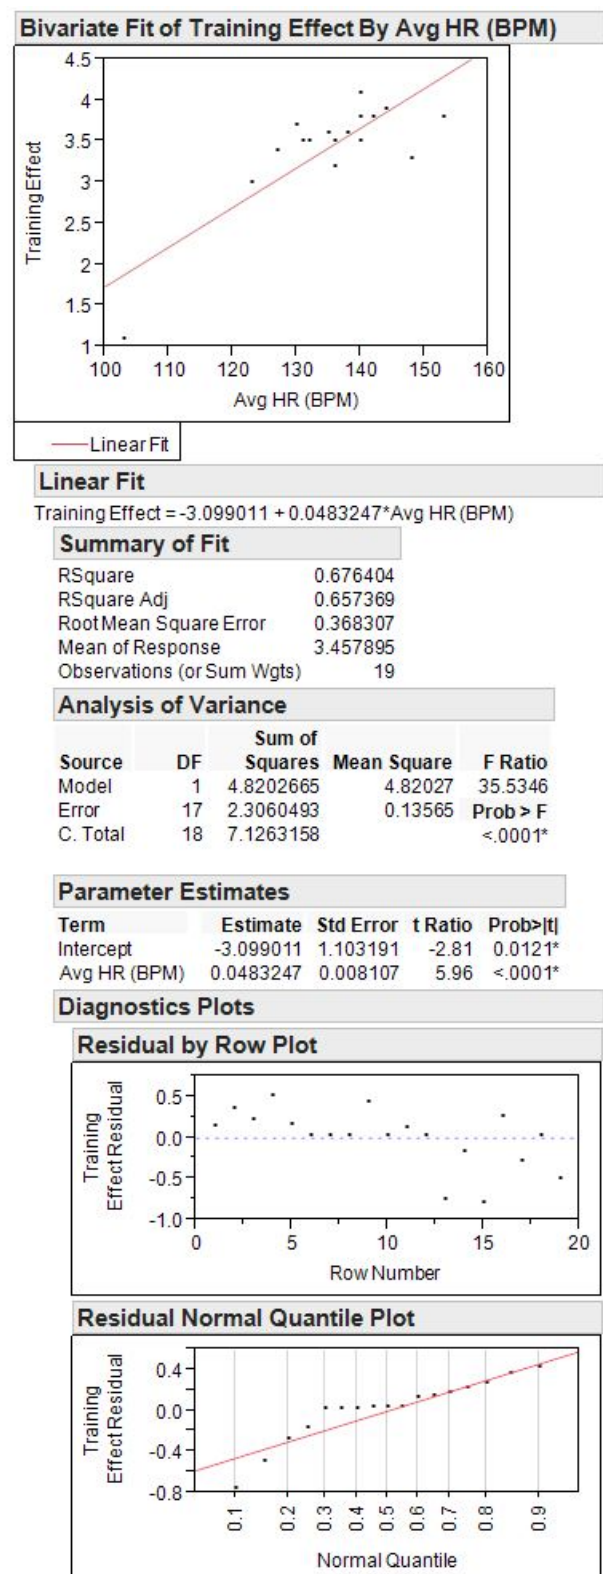 Bivariate Fit of Training Effect By Avg HR (BPM)
4.5
4
3.5
3
2.5
2
1.5
1
Training Effect
100 110 120 130 140 150 160
Avg HR (BPM)
Linear Fit
Linear Fit
Training Effect = -3.099011 + 0.0483247*Avg HR (BPM)
Summary of Fit
RSquare 0.676404
RSquare Adj 0.657369
Root Mean Square Error 0.368307
Mean of Response 3.457895
Observations (or Sum Wgts) 19
Analysis of Variance
Sum of
Source DF Squares Mean Square F Ratio
Model 1 4.8202665 4.82027 35.5346
Error 17 2.3060493 0.13565 Prob > F
C. Total 18 7.1263158 <.0001*
Parameter Estimates
Term Estimate Std Error t Ratio Prob>|t|
Intercept -3.099011 1.103191 -2.81 0.0121*
Avg HR (BPM) 0.0483247 0.008107 5.96 <.0001*
Diagnostics Plots
Residual by Row Plot
Training
Effect Residual
0.5
0.0
-0.5
-1.0
0 5 10 15 20
Row Number
Residual Normal Quantile Plot
Training
Effect Residual
0.4
0.0
-0.4
-0.8
0.1 0.2 0.3 0.4 0.5 0.6 0.7 0.8 0.9
Normal Quantile